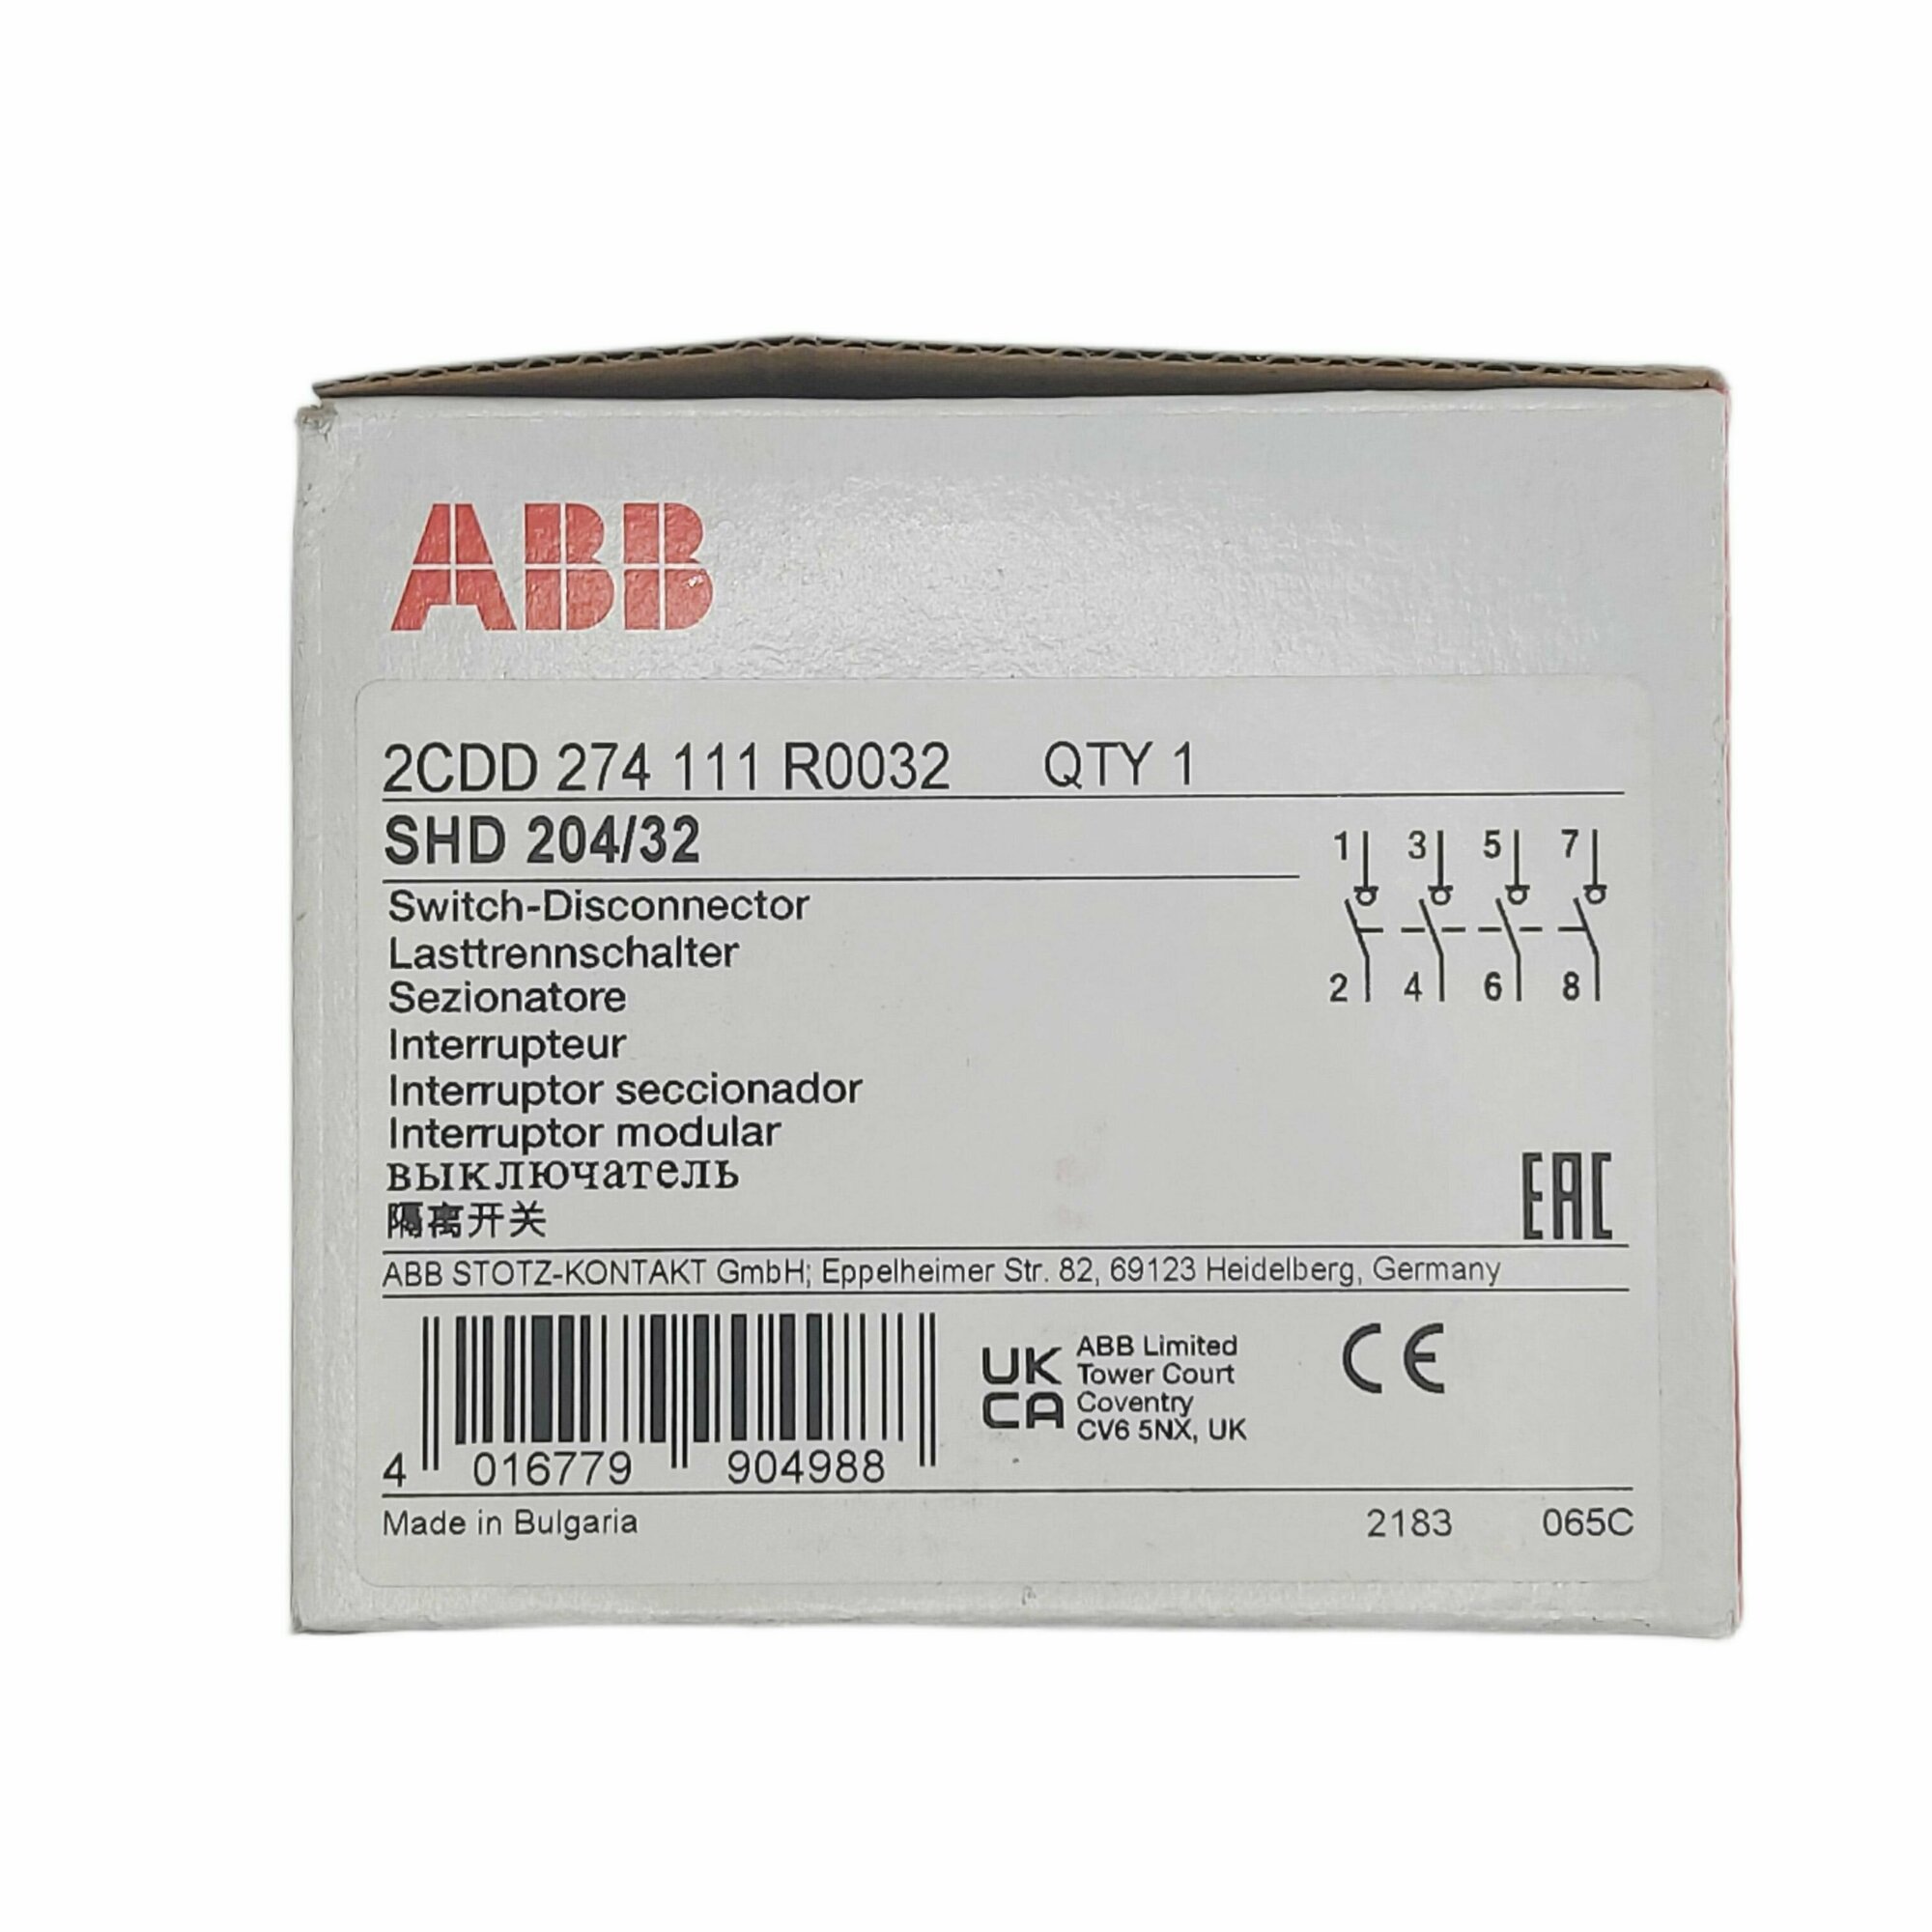 ABB
2CDD 274 111 R0032 QTY 1
SHD 204/32
1 3 5 7
2 4 6 8
Switch-Disconnector
Lasttrennschalter
Sezionatore
Interrupteur
Interruptor seccionador
Interruptor modular
выключатель
隔离开关
EAC
ABB STOTZ-KONTAKT GmbH; Eppelheimer Str. 82, 69123 Heidelberg, Germany
4 016779 904988
UK
CA
ABB Limited
Tower Court
Coventry
CV6 5NX, UK
CE
Made in Bulgaria 2183 065C